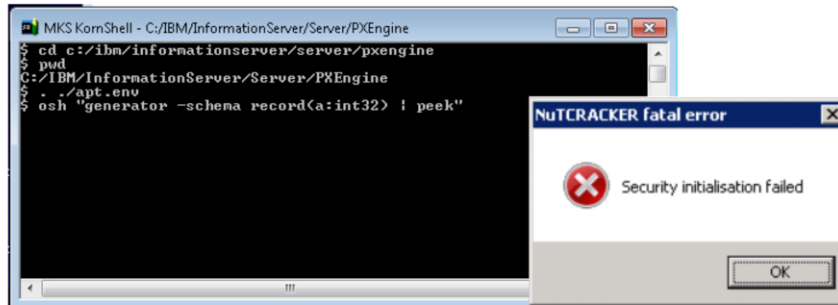 MKS KornShell - C:/IBM/InformationServer/Server/PXEngine
$ cd c:/ibm/informationserver/server/pxengine
$ pwd
C:/IBM/InformationServer/Server/PXEngine
$ . ./apt.env
$ osh "generator -schema record(a:int32) | peek"
NuTCRACKER fatal error
Security initialisation failed
OK